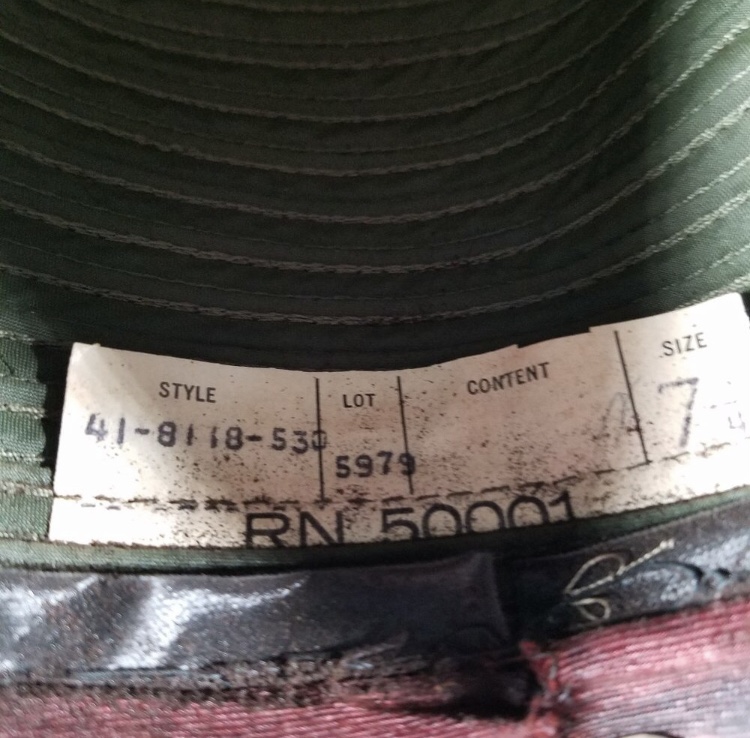 STYLE LOT CONTENT SIZE
41-8118-530 5979 7
RN 50001